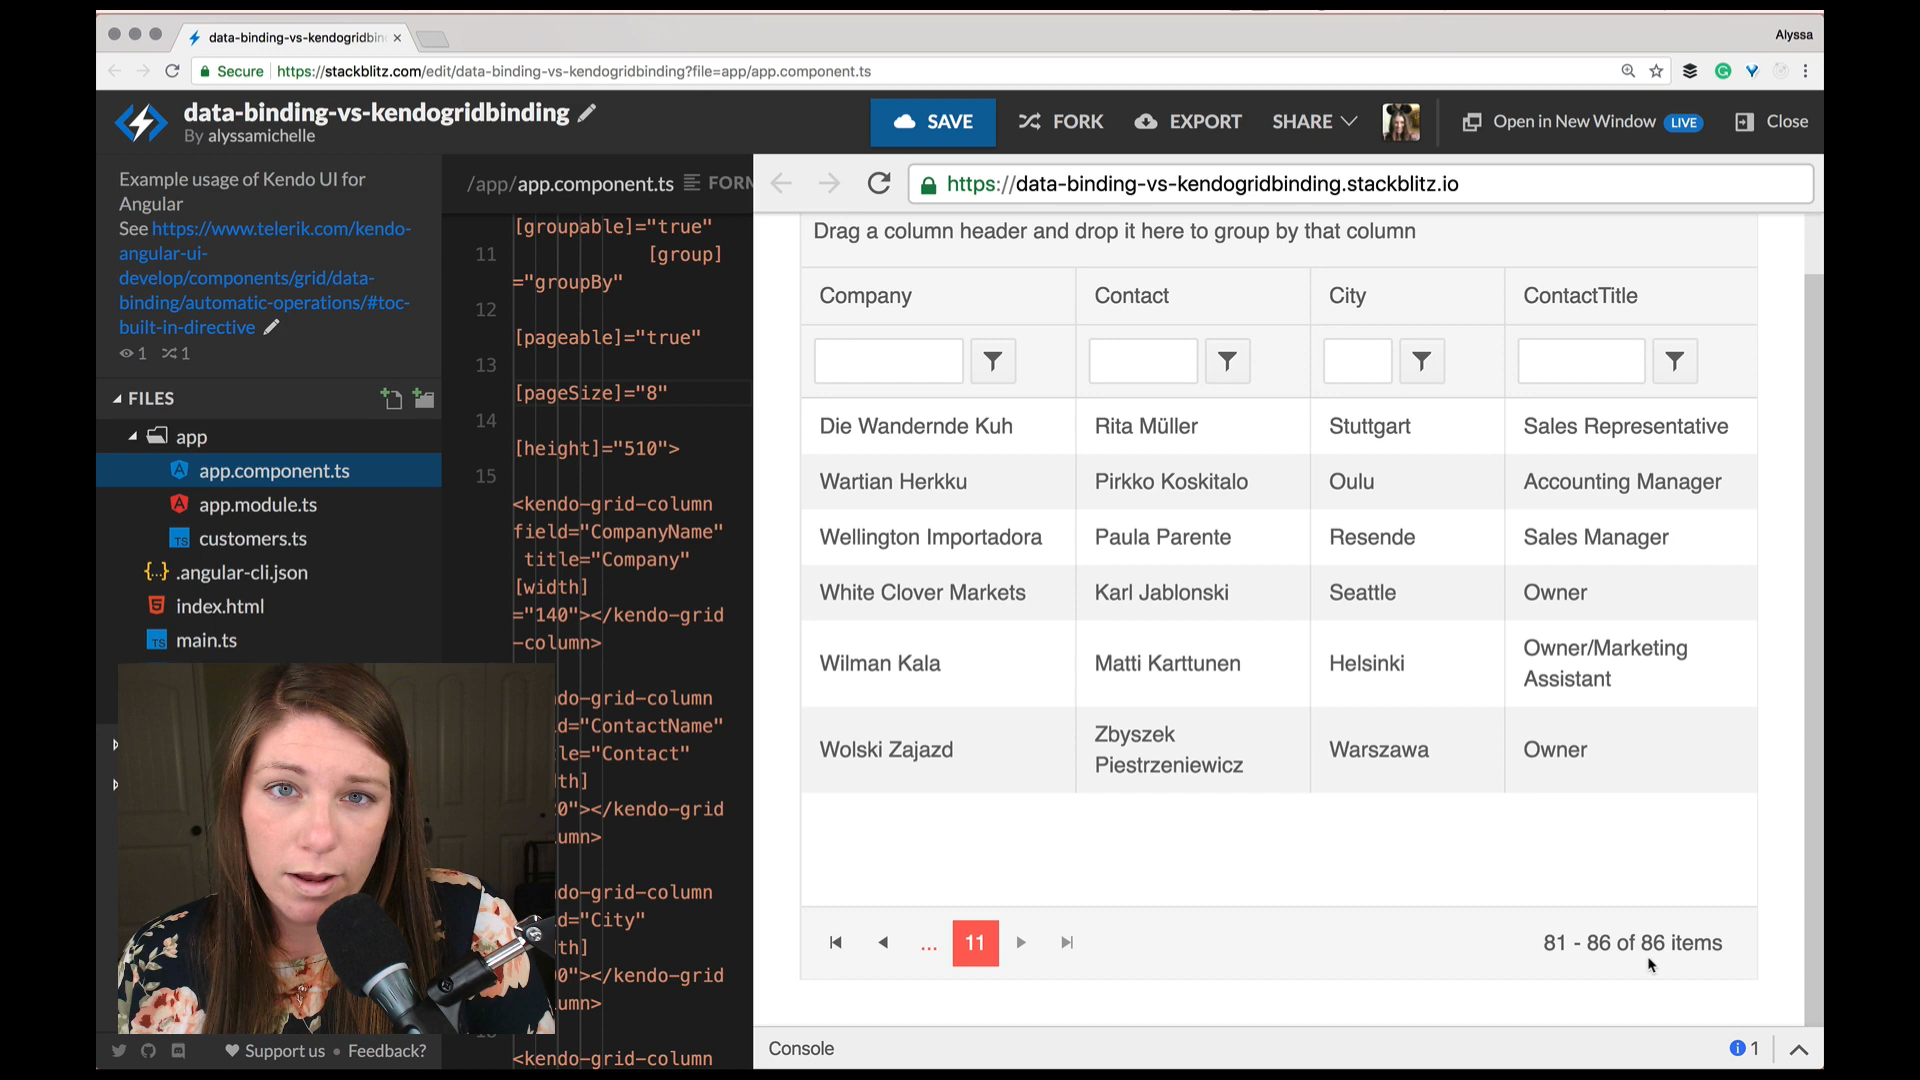 data-binding-vs-kendogridbin
Alyssa
Secure https://stackblitz.com/edit/data-binding-vs-kendogridbinding?file=app/app.component.ts
data-binding-vs-kendogridbinding
By alyssamichelle
SAVE
FORK
EXPORT
SHARE
Open in New Window LIVE
Close
Example usage of Kendo UI for
Angular
See https://www.telerik.com/kendo-
angular-ui-
develop/components/grid/data-
binding/automatic-operations/#toc-
built-in-directive
1 1
FILES
app
app.component.ts
app.module.ts
customers.ts
{..} .angular-cli.json
index.html
TS main.ts
Support us • Feedback?
/app/app.component.ts FORM
[groupable]="true"
11 [group]
="groupBy"
12
[pageable]="true"
13
[pageSize]="8"
14
[height]="510">
15
<kendo-grid-column
field="CompanyName"
title="Company"
[width]
="140"></kendo-grid
-column>
do-grid-column
d="ContactName"
le="Contact"
th]
0"></kendo-grid
umn>
do-grid-column
d="City"
th]
0"></kendo-grid
umn>
<kendo-grid-column
https://data-binding-vs-kendogridbinding.stackblitz.io
Drag a column header and drop it here to group by that column
Company Contact City ContactTitle
Die Wandernde Kuh Rita Müller Stuttgart Sales Representative
Wartian Herkku Pirkko Koskitalo Oulu Accounting Manager
Wellington Importadora Paula Parente Resende Sales Manager
White Clover Markets Karl Jablonski Seattle Owner
Wilman Kala Matti Karttunen Helsinki Owner/Marketing
Assistant
Wolski Zajazd Zbyszek
Piestrzeniewicz Warszawa Owner
... 11 81 - 86 of 86 items
Console 1